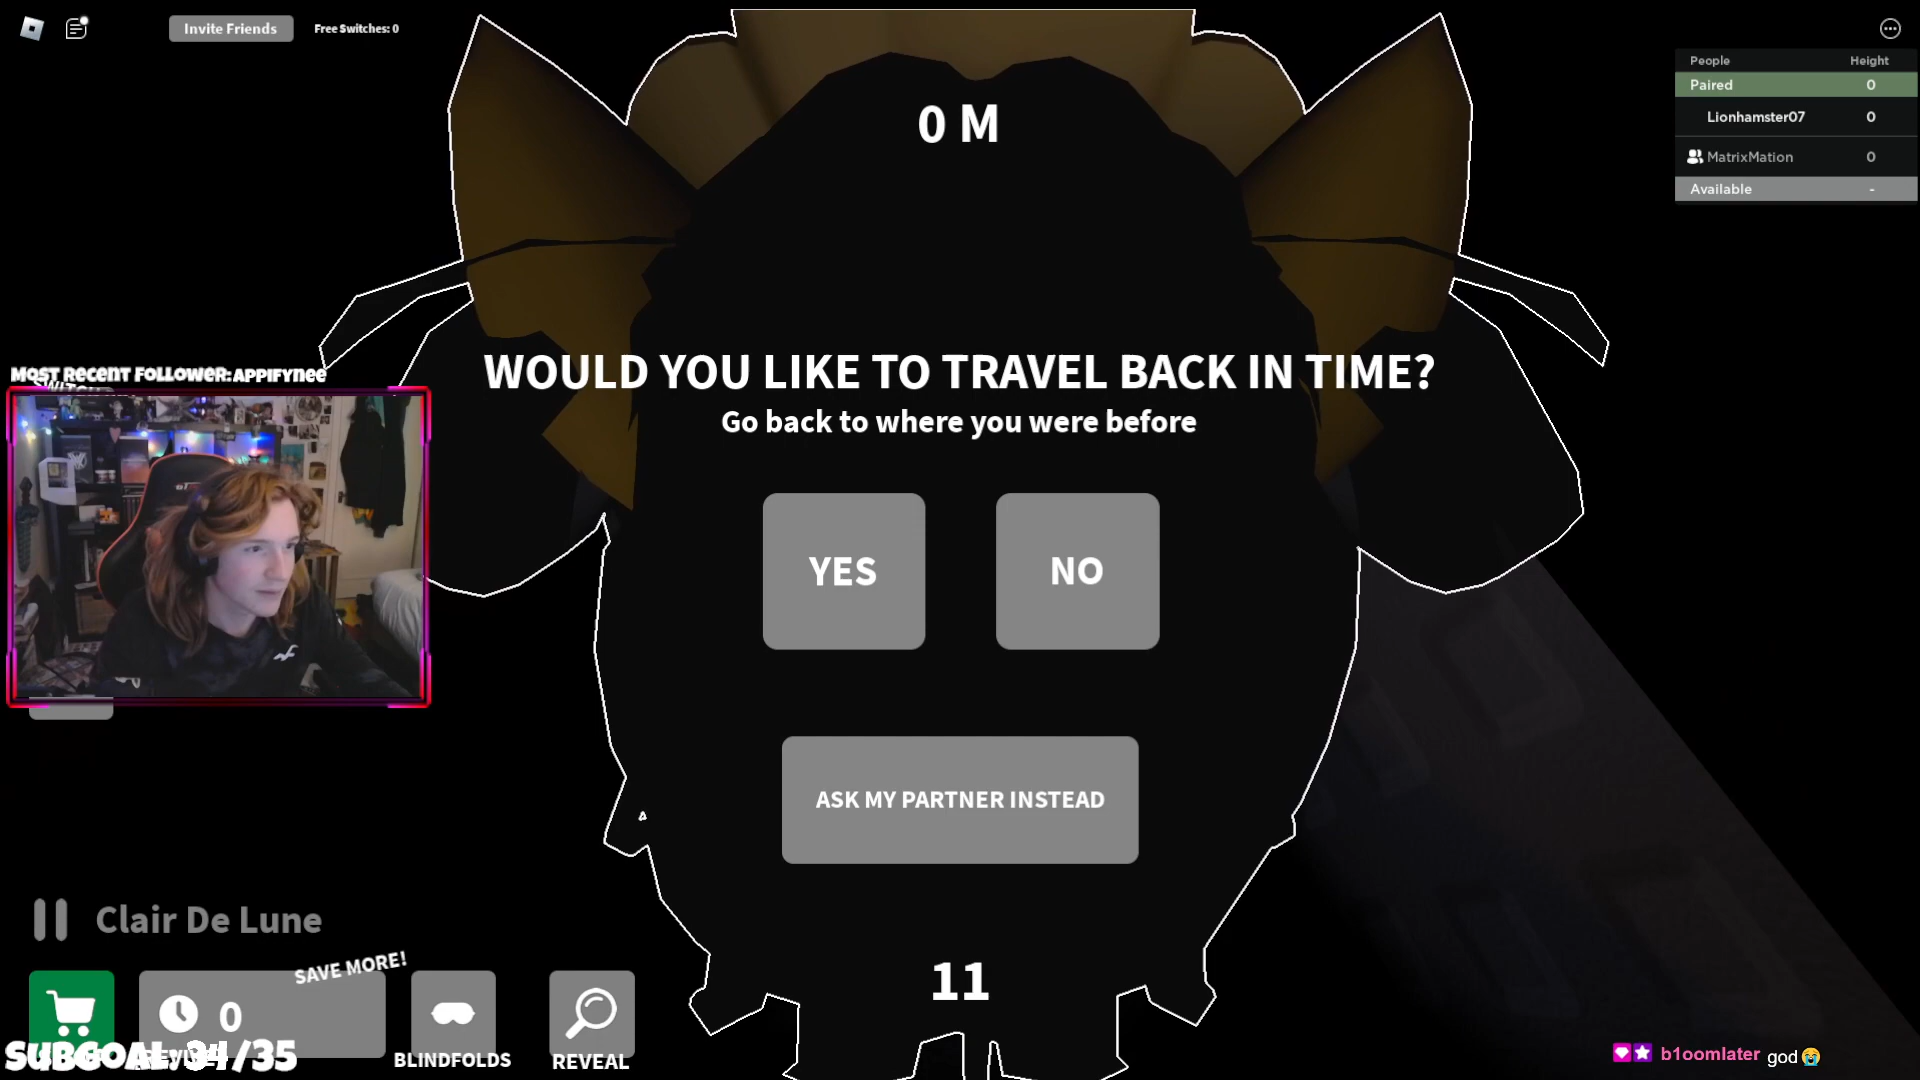 Invite Friends
Free Switches: 0
People Height
Paired 0
Lionhamster07 0
MatrixMation 0
Available -
0 M
WOULD YOU LIKE TO TRAVEL BACK IN TIME?
Go back to where you were before
MOST RECENT FOLLOWER:APPIFYNEE
YES
NO
ASK MY PARTNER INSTEAD
Clair De Lune
SAVE MORE!
0
11
SUBGOAL: 34/35
BLINDFOLDS
REVEAL
b1oomlater god😭